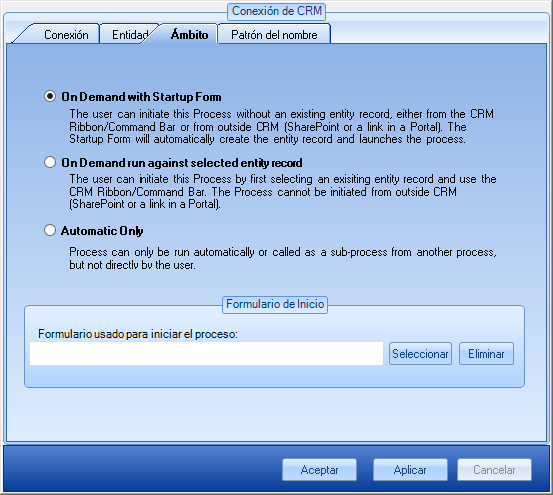 Conexión de CRM
Conexión Entidad Ámbito Patrón del nombre
On Demand with Startup Form
The user can initiate this Process without an existing entity record, either from the CRM
Ribbon/Command Bar or from outside CRM (SharePoint or a link in a Portal). The
Startup Form will automatically create the entity record and launches the process.
On Demand run against selected entity record
The user can initiate this Process by first selecting an exisiting entity record and use the
CRM Ribbon/Command Bar. The Process cannot be initiated from outside CRM
(SharePoint or a link in a Portal).
Automatic Only
Process can only be run automatically or called as a sub-process from another process,
but not directly by the user.
Formulario de Inicio
Formulario usado para iniciar el proceso:
Seleccionar Eliminar
Aceptar Aplicar Cancelar